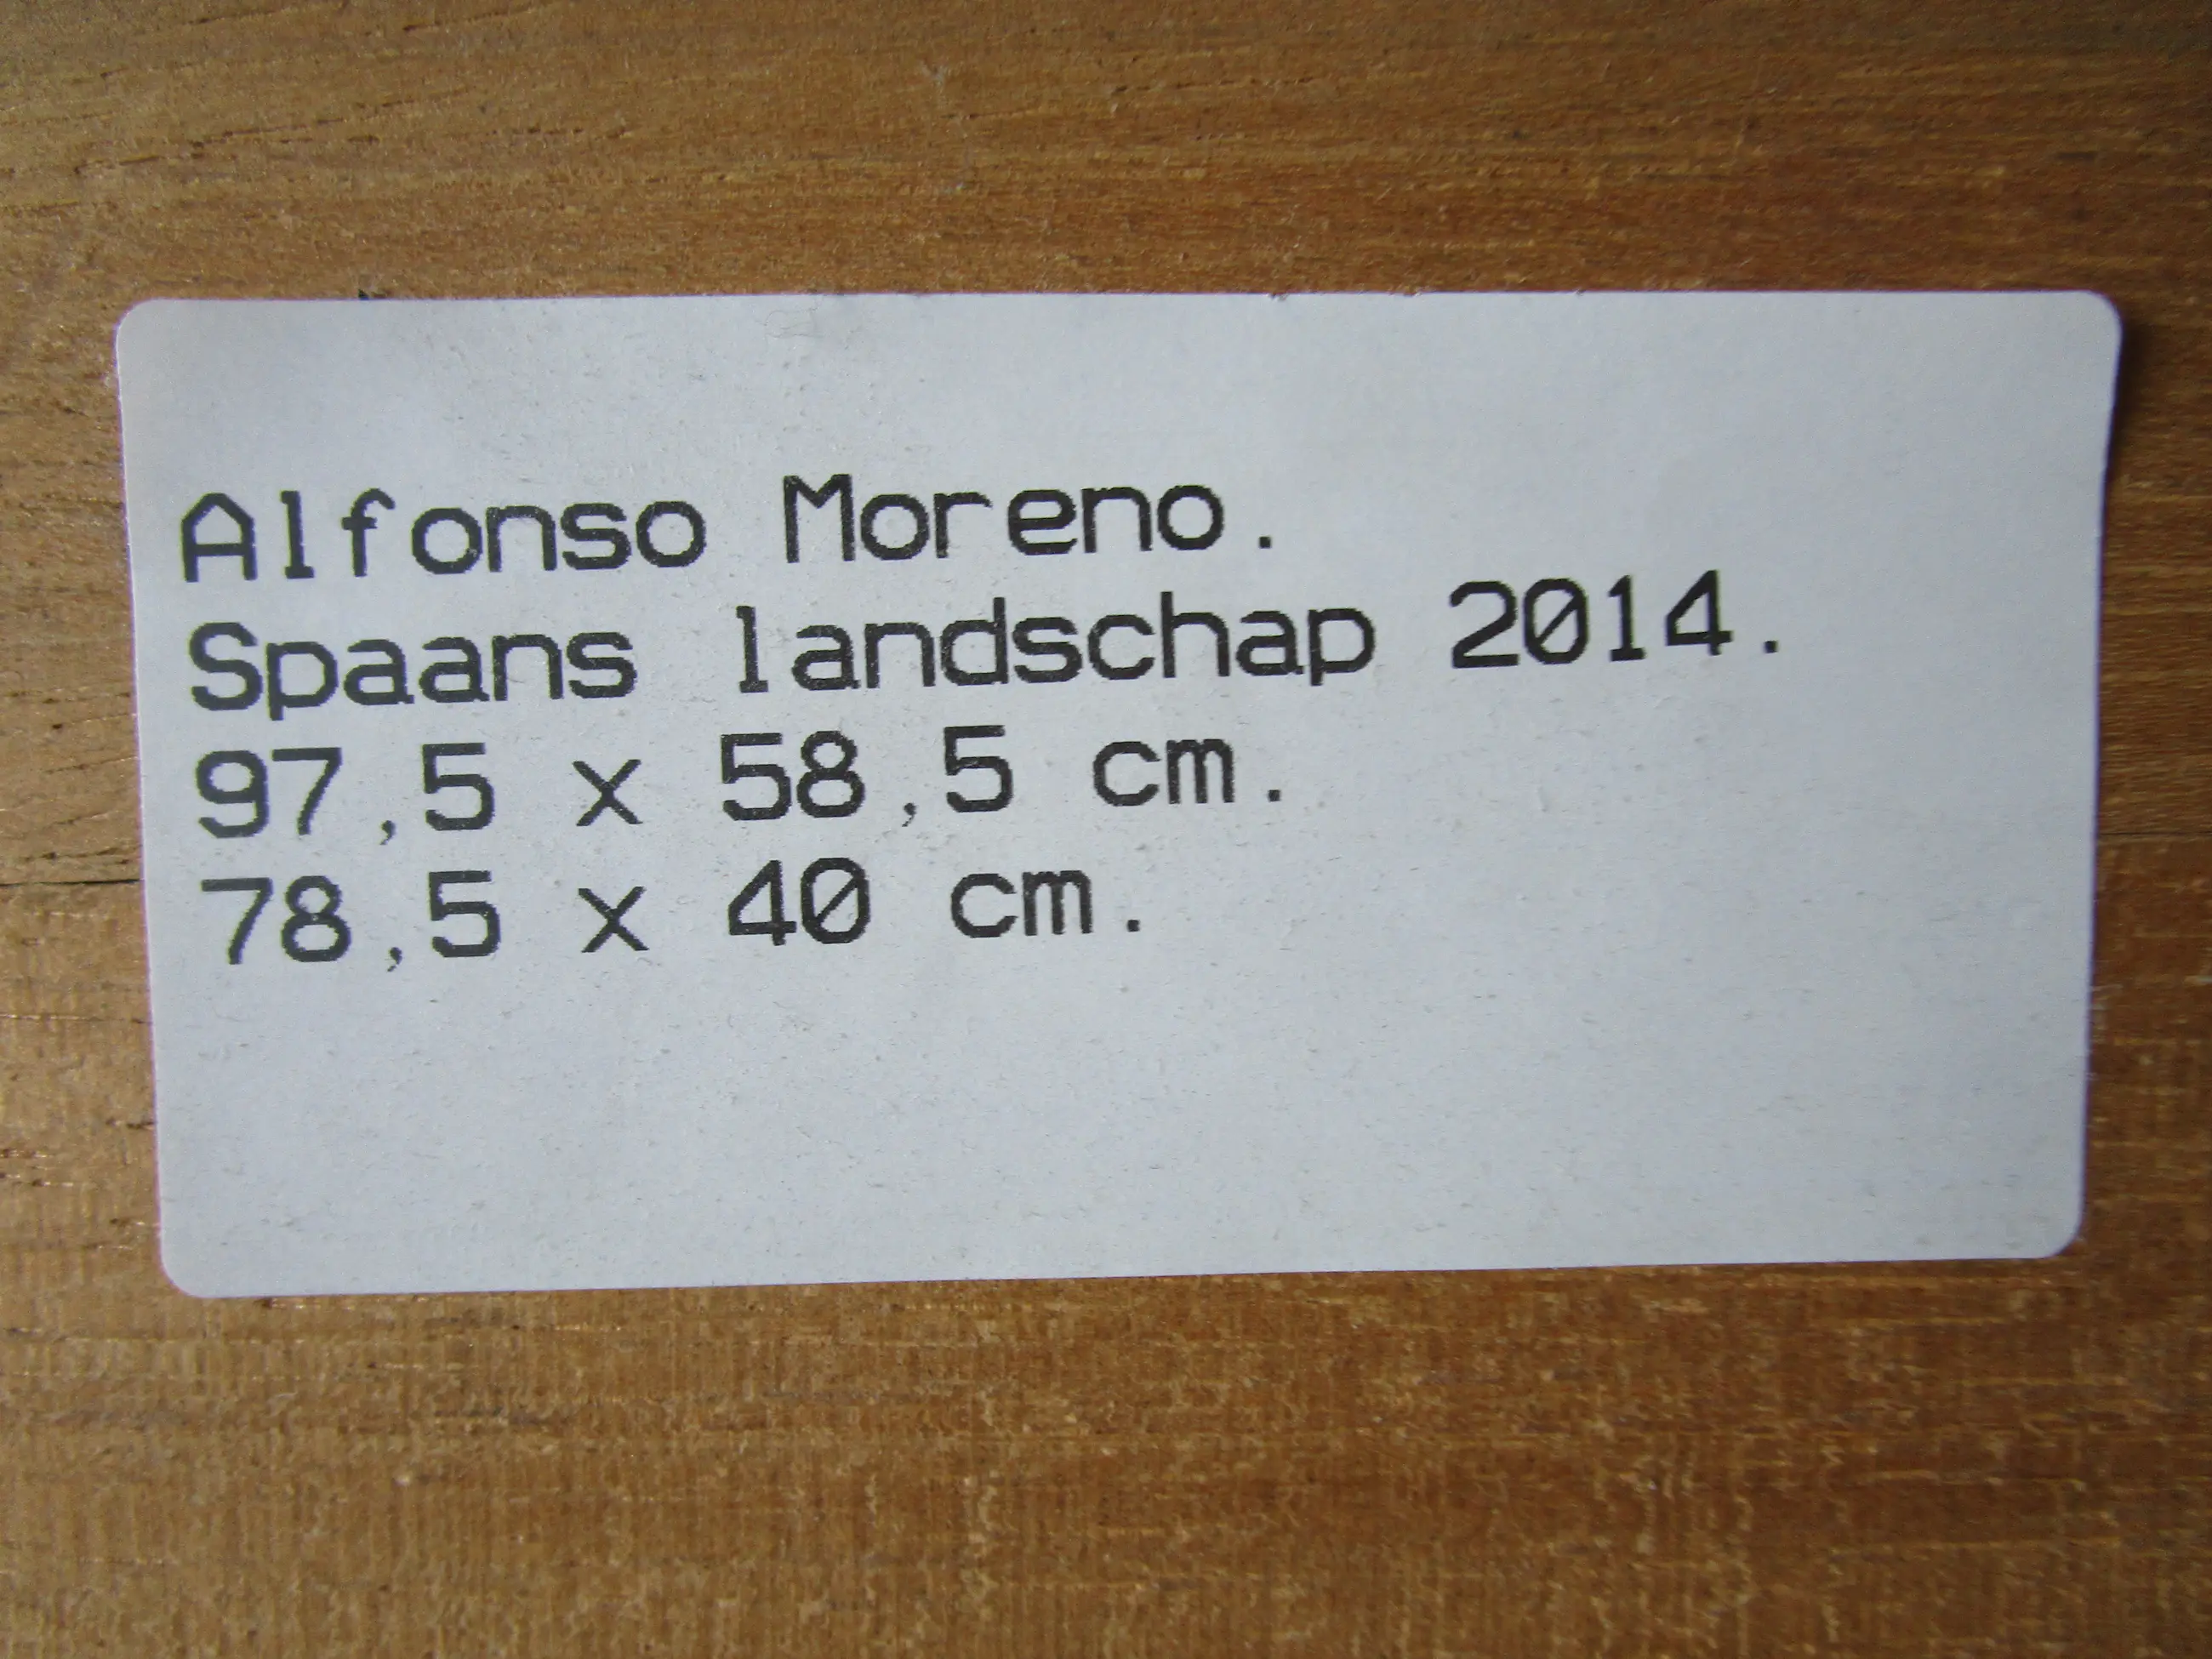 Alfonso Moreno.
Spaans landschap 2014.
97,5 x 58,5 cm.
78,5 x 40 cm.